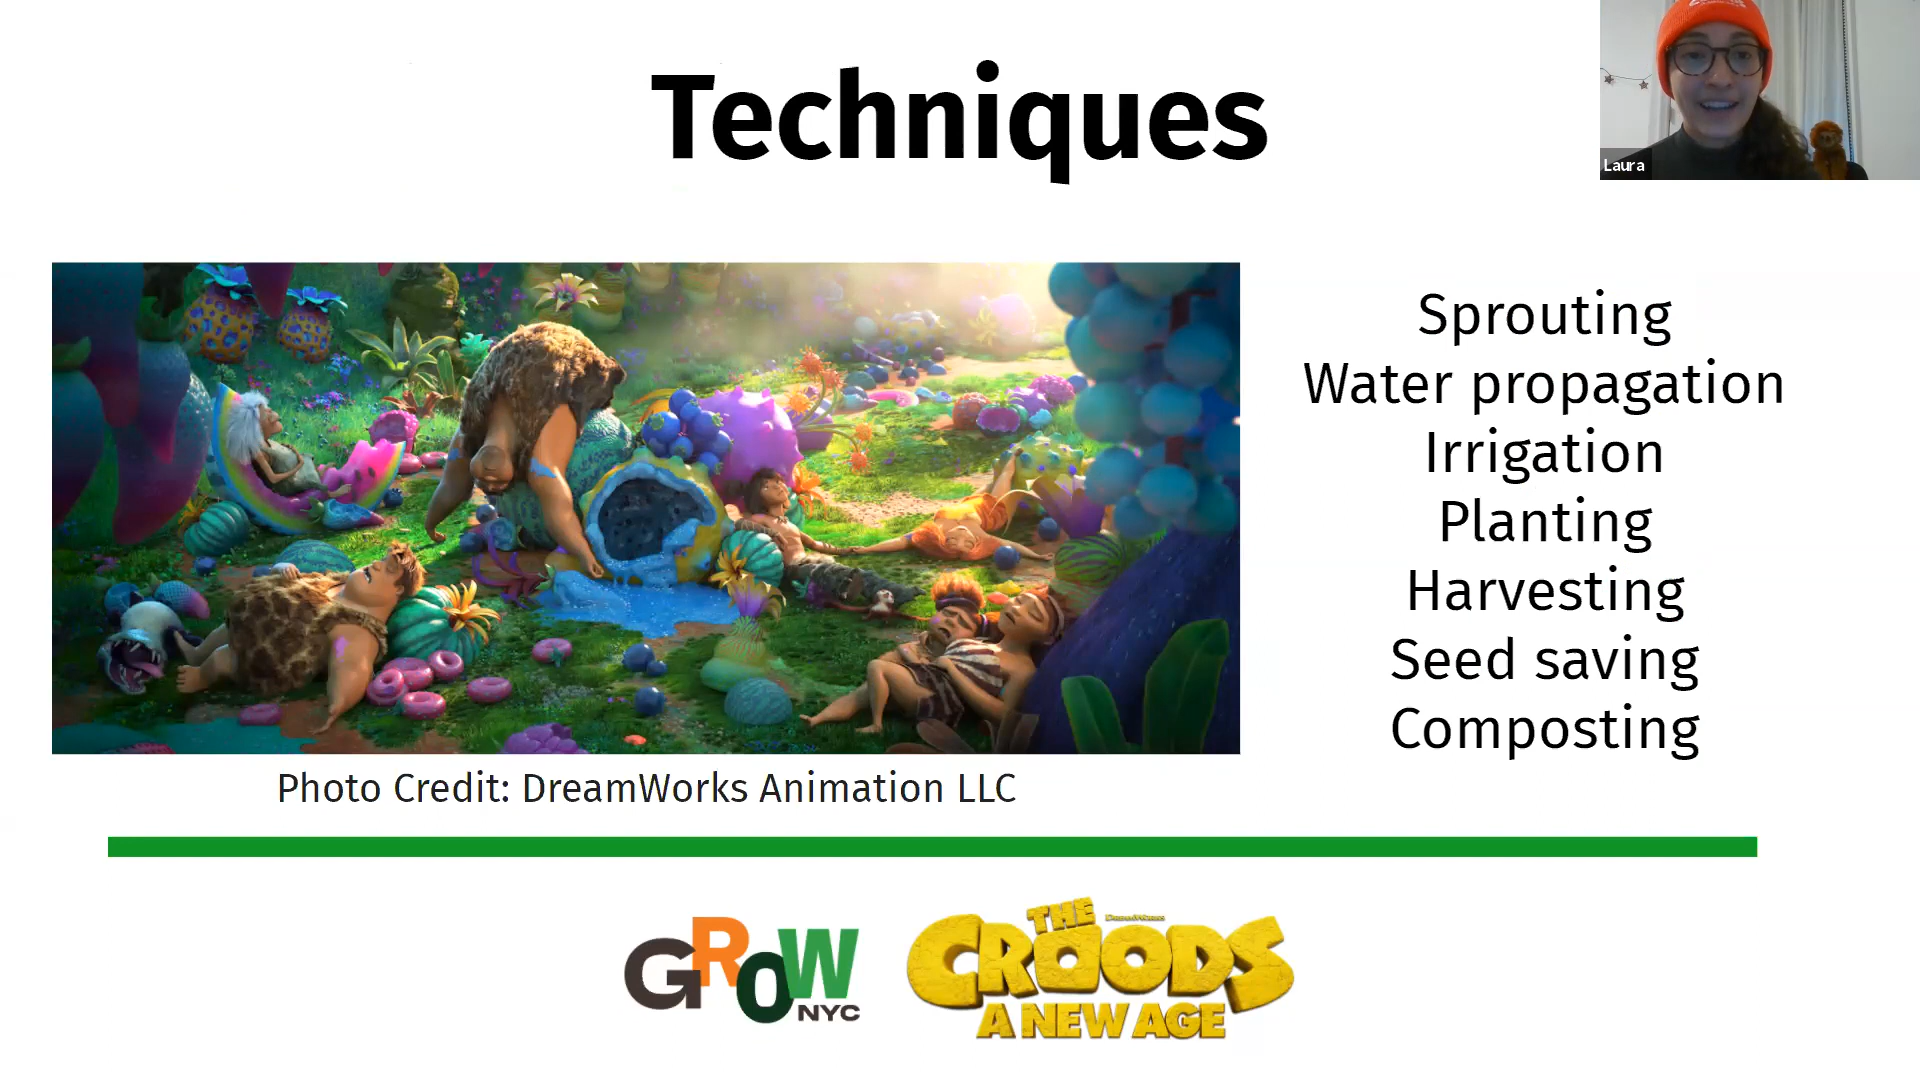 Techniques
Laura
Sprouting
Water propagation
Irrigation
Planting
Harvesting
Seed saving
Composting
Photo Credit: DreamWorks Animation LLC
GROW
NYC
THE
DreamWorks
CROODS
A NEW AGE